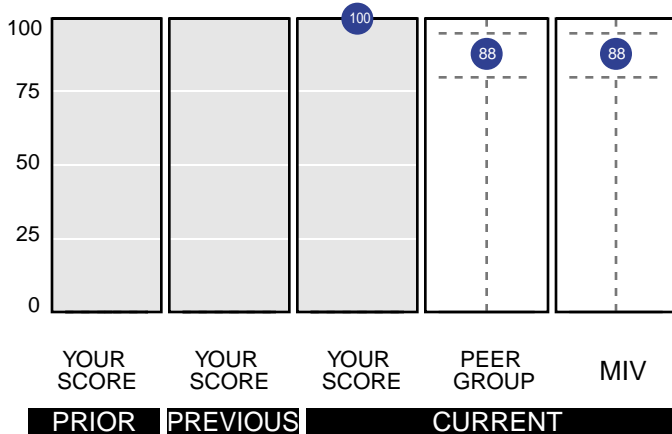 100
75
50
25
0
100
88
88
YOUR
SCORE
YOUR
SCORE
YOUR
SCORE
PEER
GROUP
MIV
PRIOR
PREVIOUS
CURRENT